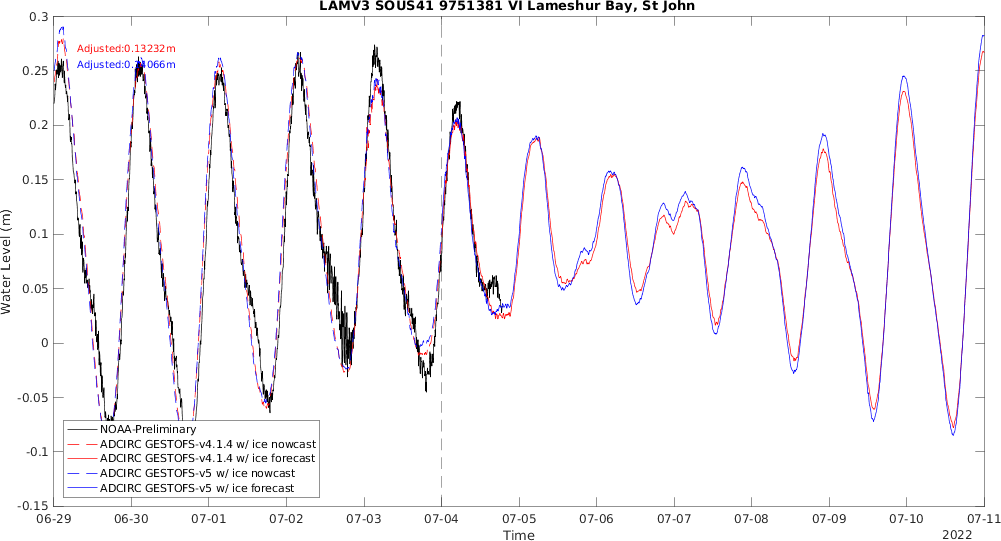 LAMV3 SOUS41 9751381 VI Lameshur Bay, St John
0.3
0.25
0.2
0.15
0.1
0.05
0
-0.05
-0.1
-0.15
Water Level (m)
Adjusted:0.13232m
NOAA-Preliminary
ADCIRC GESTOFS-v4.1.4 w/ ice nowcast
ADCIRC GESTOFS-v4.1.4 w/ ice forecast
ADCIRC GESTOFS-v5 w/ ice nowcast
ADCIRC GESTOFS-v5 w/ ice forecast
06-29 06-30 07-01 07-02 07-03 07-04 07-05 07-06 07-07 07-08 07-09 07-10 07-11
Time
2022